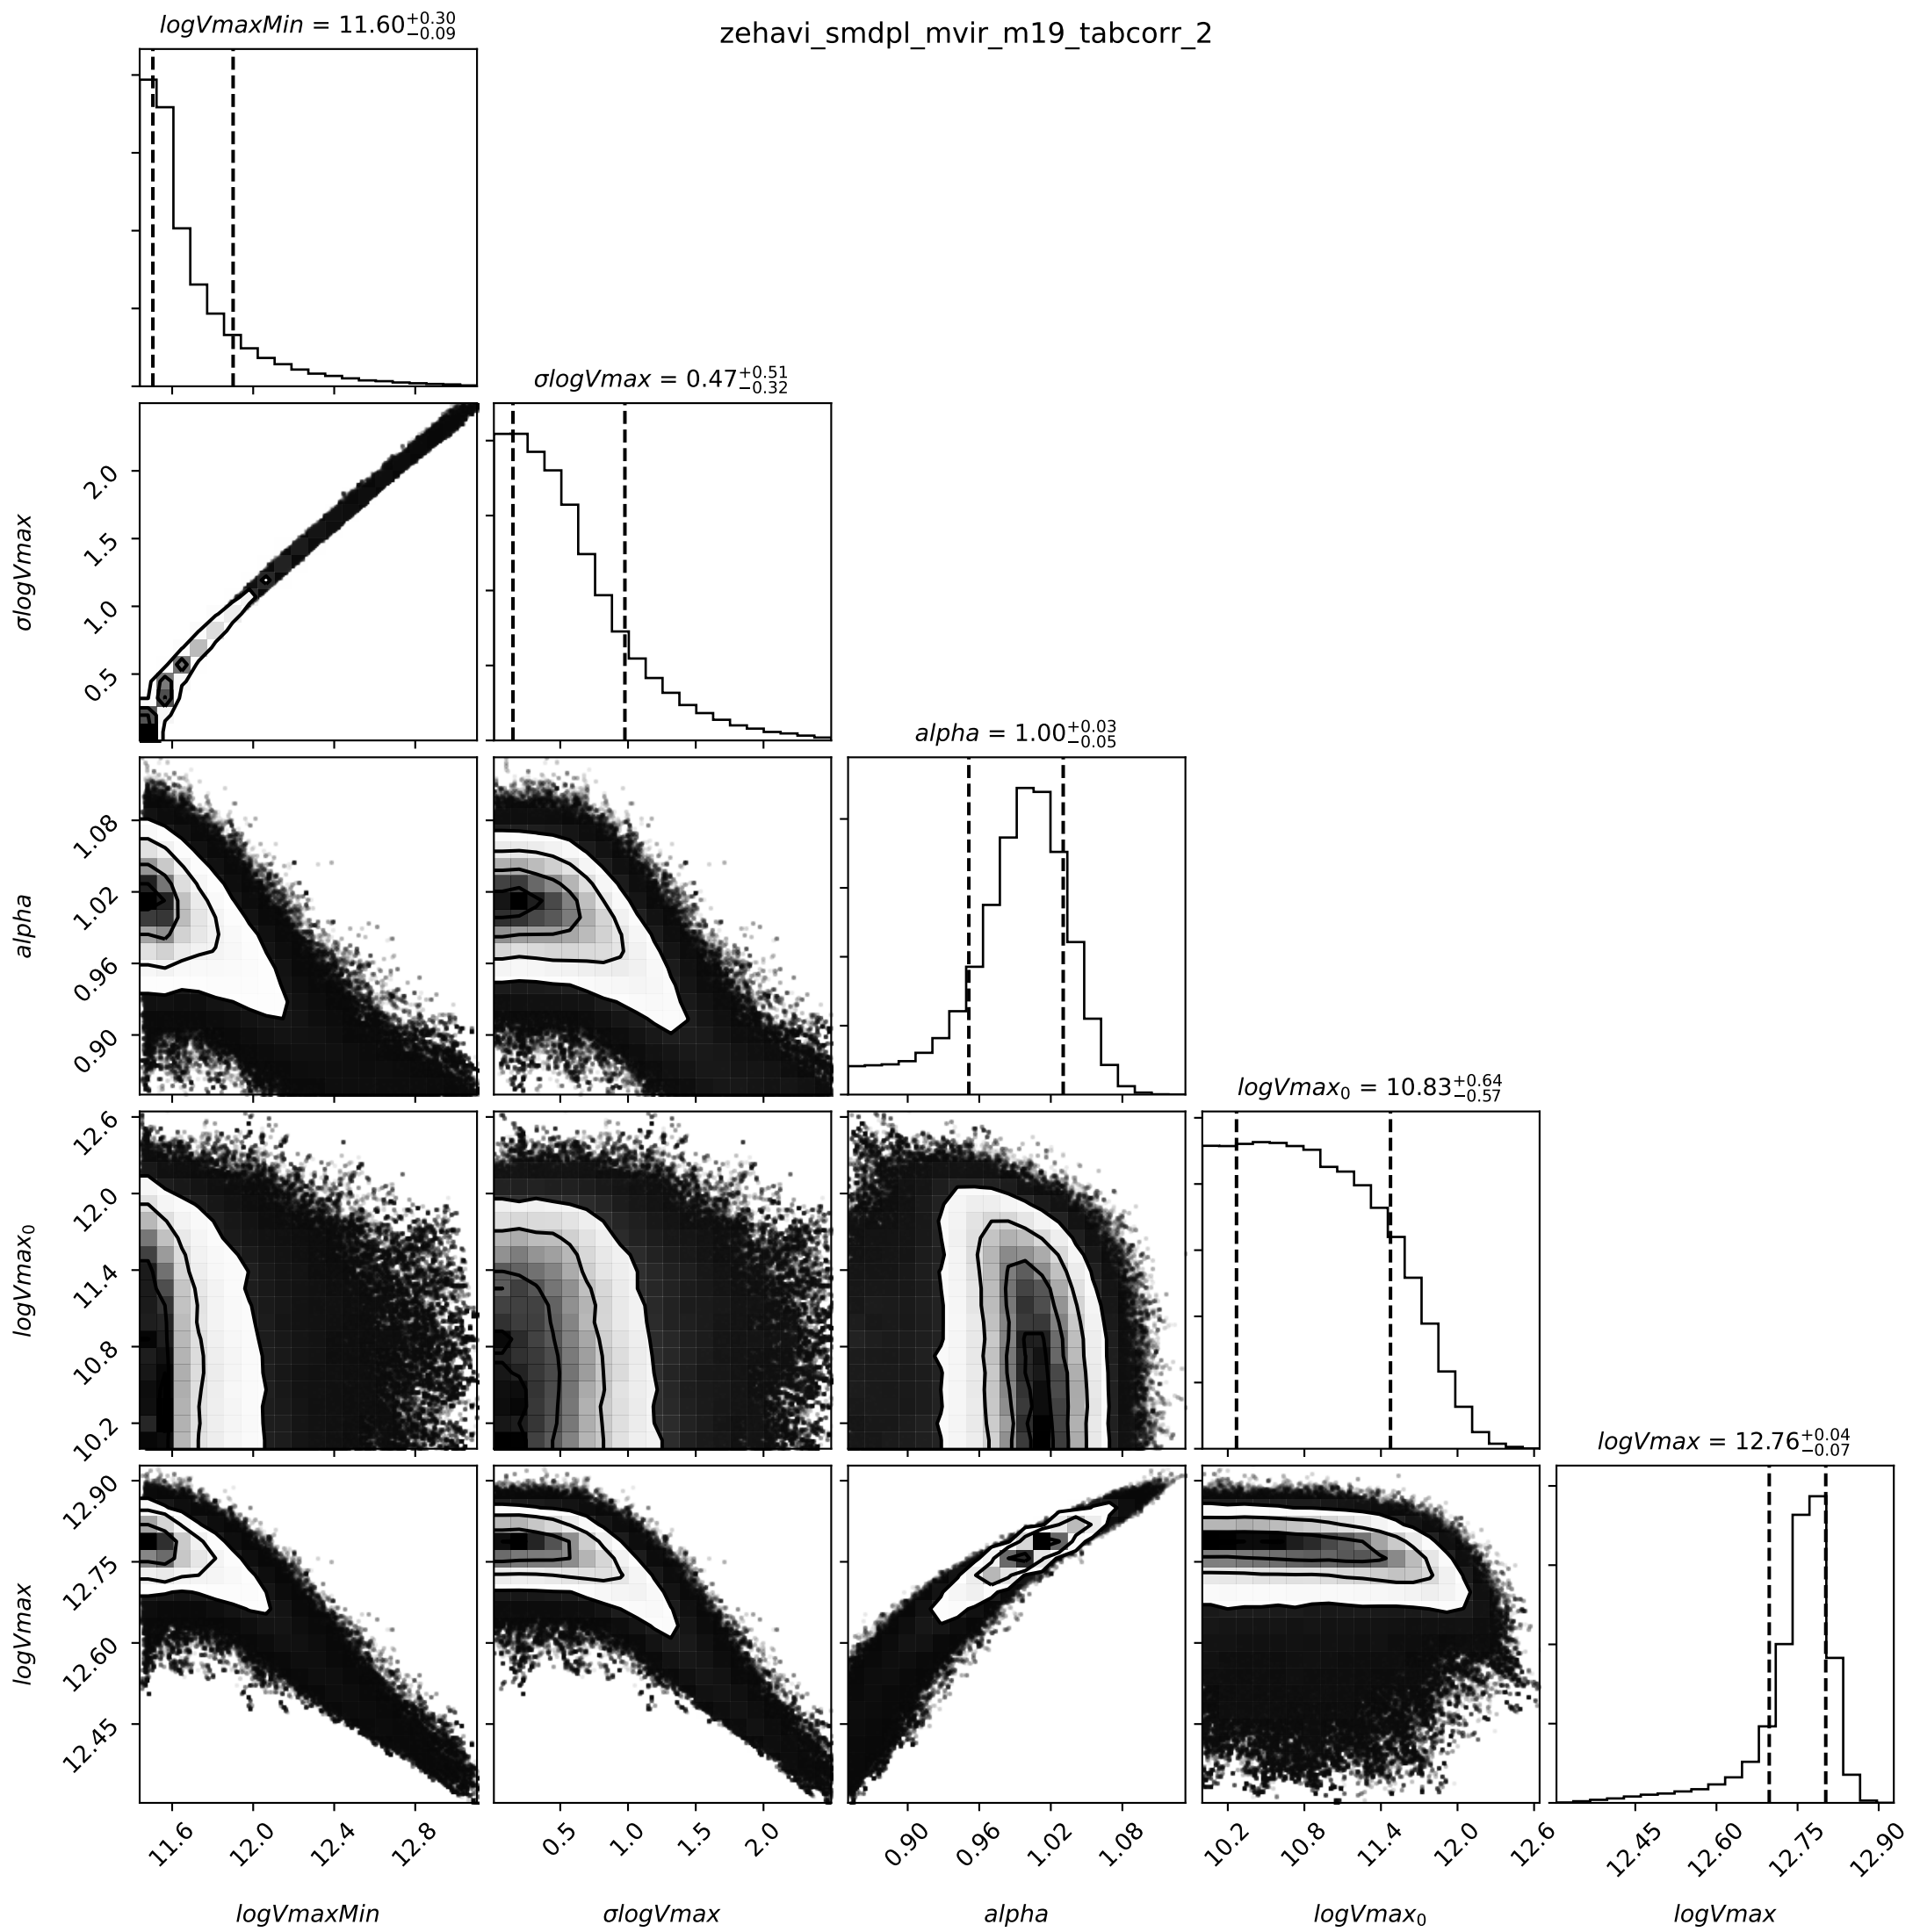 zehavi_smdpl_mvir_m19_tabcorr_2
logVmaxMin = 11.60+0.30−0.09
σlogVmax = 0.47+0.51−0.32
alpha = 1.00+0.03−0.05
logVmax0 = 10.83+0.64−0.57
logVmax = 12.76+0.04−0.07
σlogVmax
2.0
1.5
1.0
0.5
alpha
1.08
1.02
0.96
0.90
logVmax0
12.6
12.0
11.4
10.8
10.2
logVmax
12.90
12.75
12.60
12.45
11.6 12.0 12.4 12.8
0.5 1.0 1.5 2.0
0.90 0.96 1.02 1.08
10.2 10.8 11.4 12.0 12.6
12.45 12.60 12.75 12.90
logVmaxMin
σlogVmax
alpha
logVmax0
logVmax